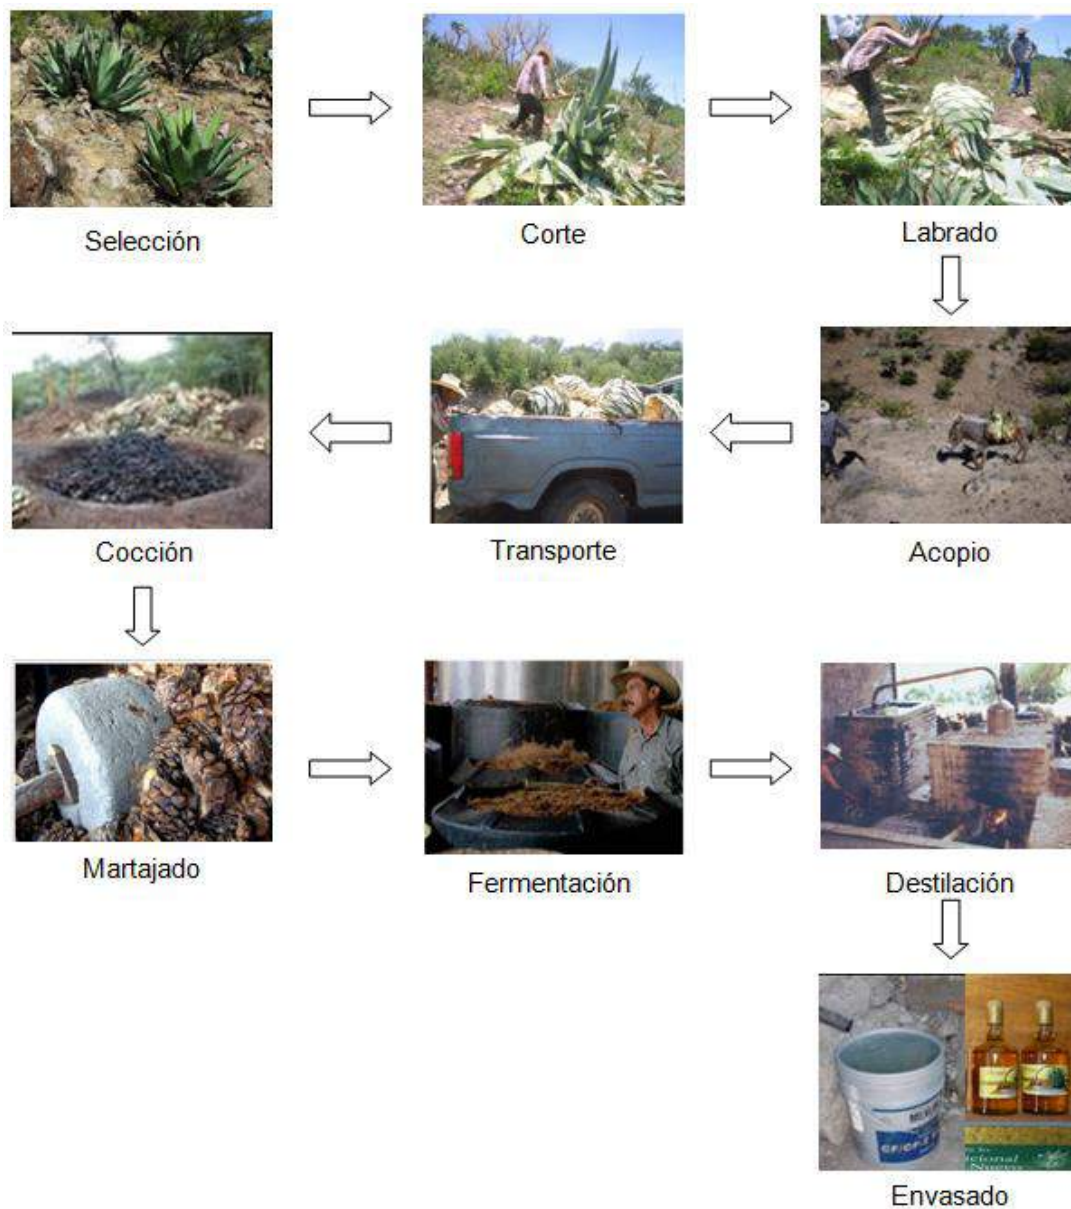 Selección
Corte
Labrado
Acopio
Transporte
Cocción
Martajado
Fermentación
Destilación
Envasado